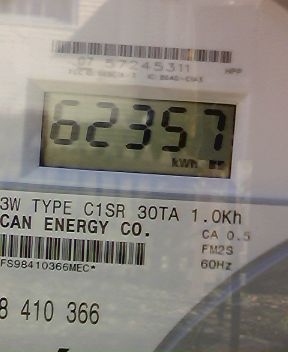 07 57245311
HPP
62357
kWh
3W TYPE C1SR 30TA 1.0Kh
CAN ENERGY CO.
CA 0.5
FM2S
FS98410366MEC*
60Hz
8 410 366